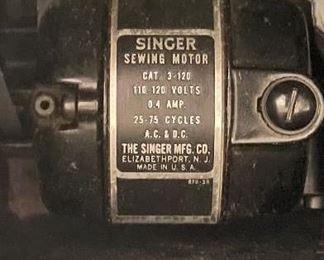 SINGER
SEWING MOTOR
CAT. 3-120
110-120 VOLTS
0.4 AMP.
25-75 CYCLES
A.C. & D.C.
THE SINGER MFG. CO.
ELIZABETHPORT, N. J.
MADE IN U. S. A.